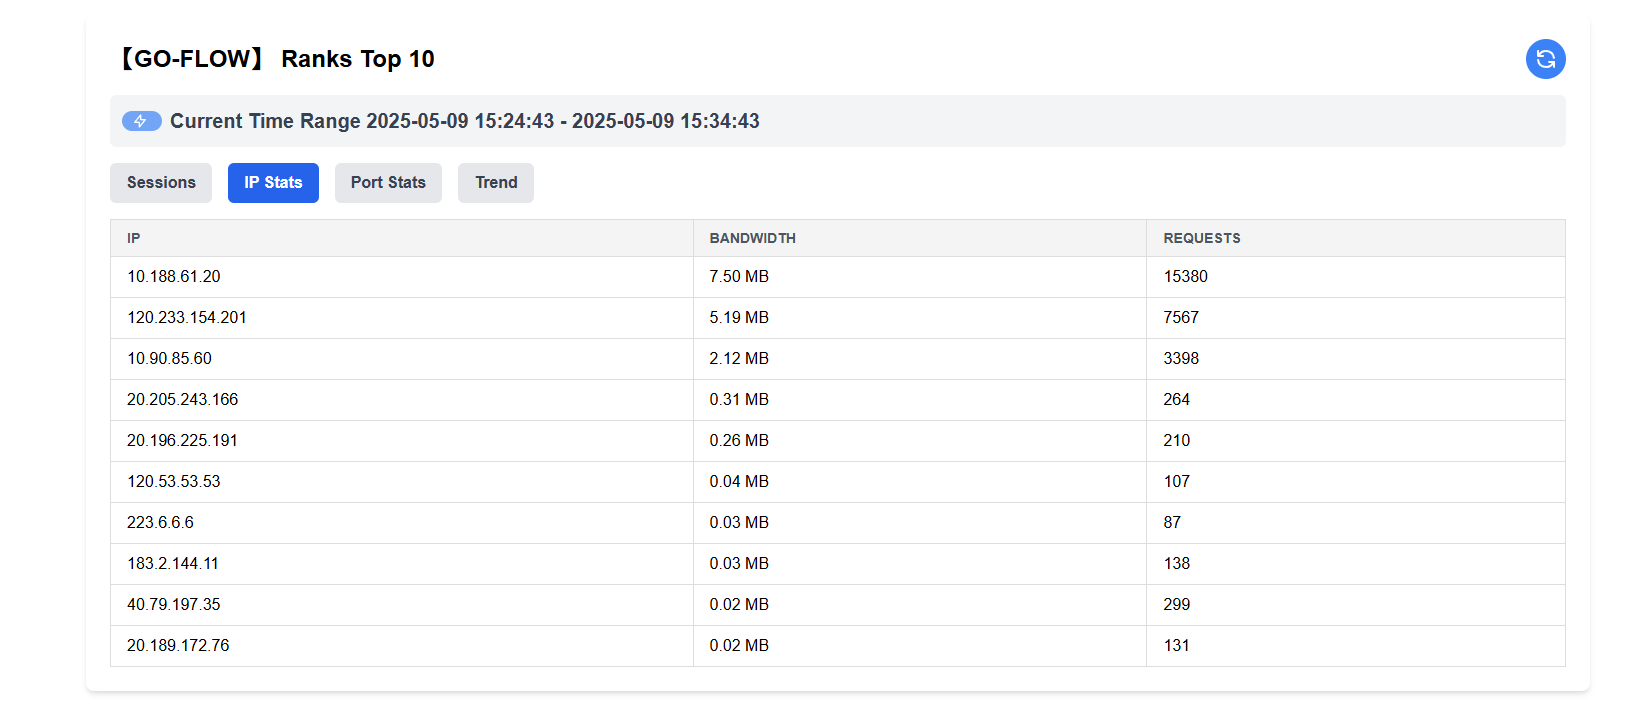 【GO-FLOW】 Ranks Top 10
Current Time Range 2025-05-09 15:24:43 - 2025-05-09 15:34:43
Sessions IP Stats Port Stats Trend
IP BANDWIDTH REQUESTS
10.188.61.20 7.50 MB 15380
120.233.154.201 5.19 MB 7567
10.90.85.60 2.12 MB 3398
20.205.243.166 0.31 MB 264
20.196.225.191 0.26 MB 210
120.53.53.53 0.04 MB 107
223.6.6.6 0.03 MB 87
183.2.144.11 0.03 MB 138
40.79.197.35 0.02 MB 299
20.189.172.76 0.02 MB 131